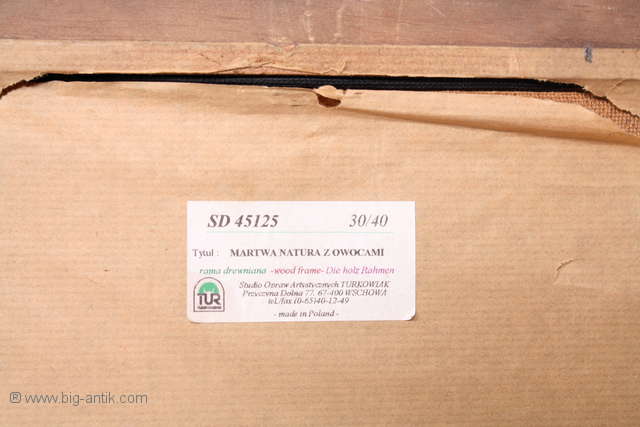 SD 45125 30/40
Tytuł : MARTWA NATURA Z OWOCAMI
rama drewniana -wood frame- Die holz Rahmen
Studio Opraw Artystycznych TURKOWIAK
Przyczyna Dolna 77, 67-400 WSCHOWA
tel./fax (0-65)40-12-49
- made in Poland -
TUR
® www.big-antik.com